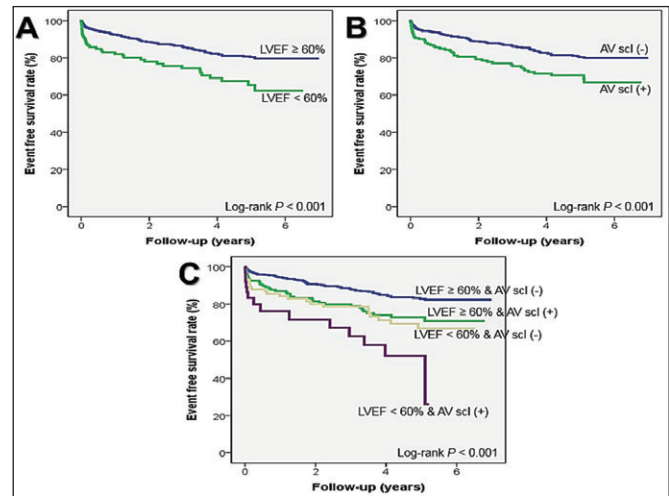 A
Event free survival rate (%)
100
80
60
40
20
0
LVEF ≥ 60%
LVEF < 60%
Log-rank P < 0.001
0 2 4 6
Follow-up (years)
B
Event free survival rate (%)
100
80
60
40
20
0
AV scl (-)
AV scl (+)
Log-rank P < 0.001
0 2 4 6
Follow-up (years)
C
Event free survival rate (%)
100
80
60
40
20
0
LVEF ≥ 60% & AV scl (-)
LVEF ≥ 60% & AV scl (+)
LVEF < 60% & AV scl (-)
LVEF < 60% & AV scl (+)
Log-rank P < 0.001
0 2 4 6
Follow-up (years)